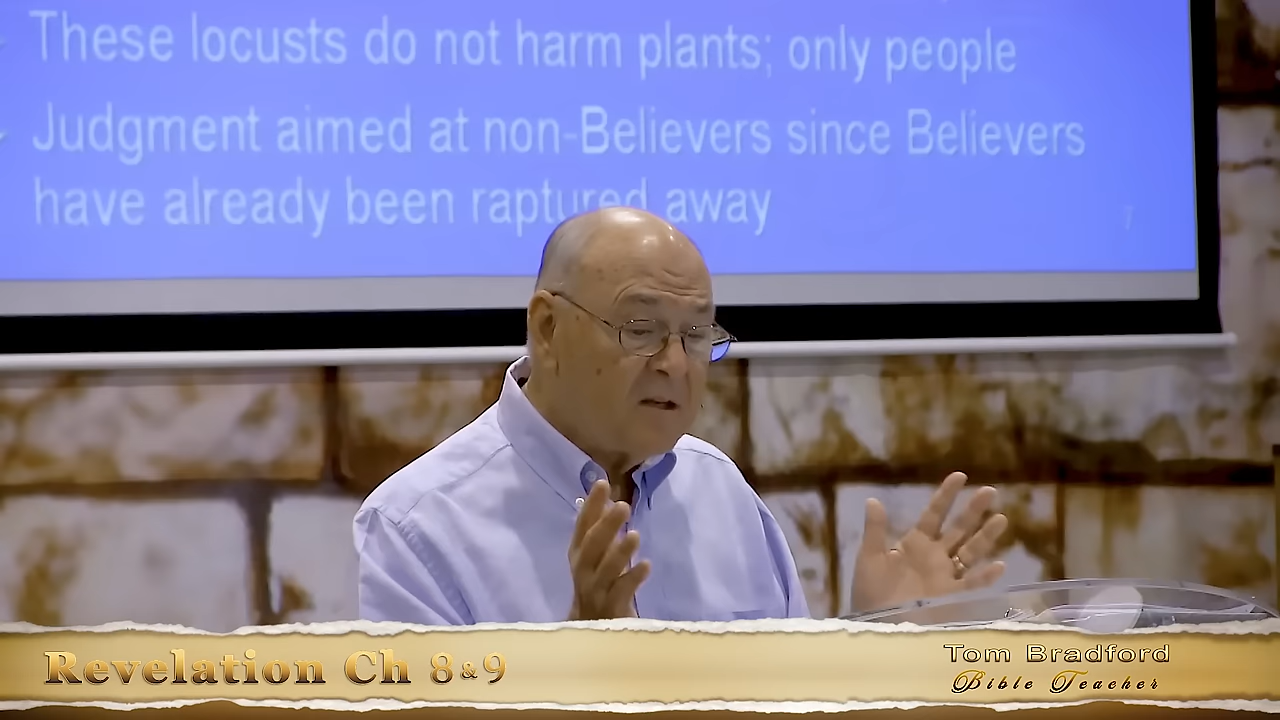 These locusts do not harm plants; only people
Judgment aimed at non-Believers since Believers
have already been raptured away
Revelation Ch 8&9
Tom Bradford
Bible Teacher